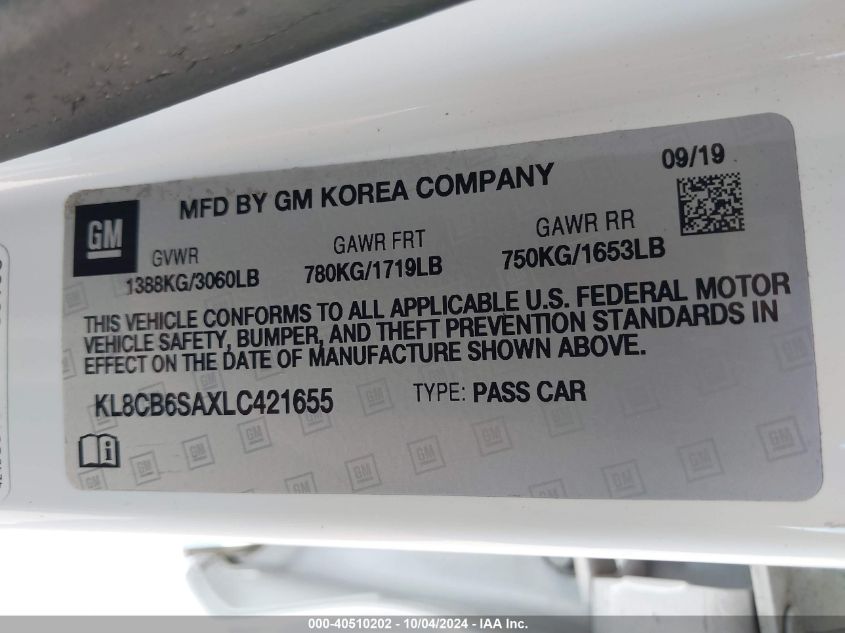 MFD BY GM KOREA COMPANY
09/19
GM
GVWR
GAWR FRT
GAWR RR
1388KG/3060LB
780KG/1719LB
750KG/1653LB
THIS VEHICLE CONFORMS TO ALL APPLICABLE U.S. FEDERAL MOTOR
VEHICLE SAFETY, BUMPER, AND THEFT PREVENTION STANDARDS IN
EFFECT ON THE DATE OF MANUFACTURE SHOWN ABOVE.
KL8CB6SAXLC421655
TYPE: PASS CAR
000-40510202 - 10/04/2024 - IAA Inc.